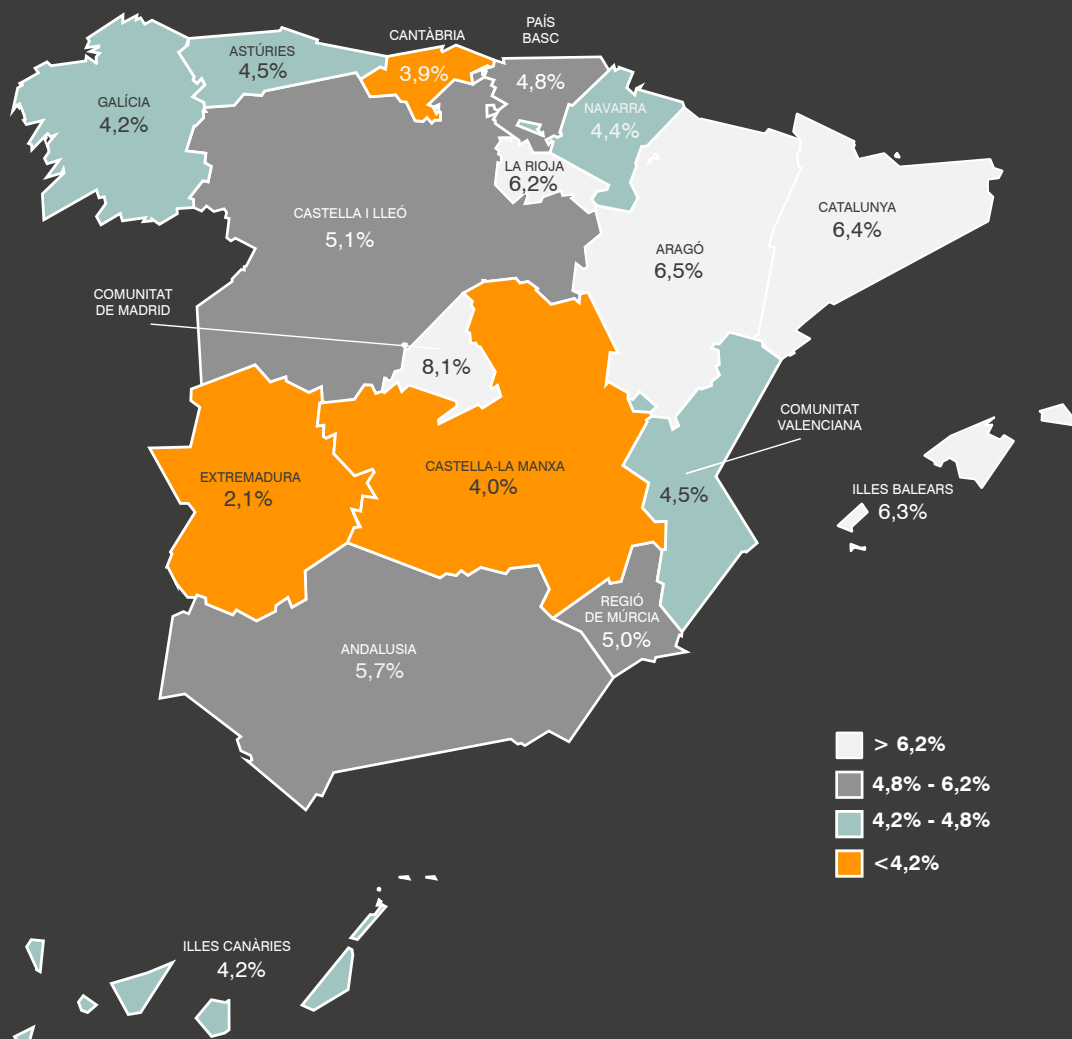 PAÍS
BASC
CANTÀBRIA
3,9%
4,8%
ASTÚRIES
4,5%
GALÍCIA
4,2%
NAVARRA
4,4%
LA RIOJA
6,2%
CASTELLA I LLEÓ
5,1%
ARAGÓ
6,5%
CATALUNYA
6,4%
COMUNITAT
DE MADRID
8,1%
COMUNITAT
VALENCIANA
4,5%
EXTREMADURA
2,1%
CASTELLA-LA MANXA
4,0%
ILLES BALEARS
6,3%
REGIÓ
DE MÚRCIA
5,0%
ANDALUSIA
5,7%
> 6,2%
4,8% - 6,2%
4,2% - 4,8%
<4,2%
ILLES CANÀRIES
4,2%